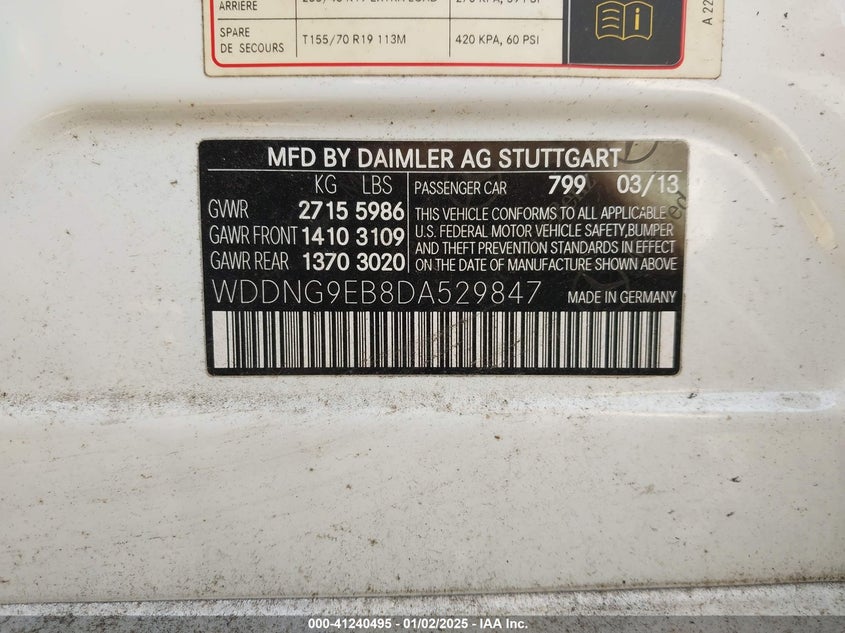 ARRIÈRE
SPARE DE SECOURS T155/70 R19 113M 420 KPA, 60 PSI
A 22
MFD BY DAIMLER AG STUTTGART
KG LBS PASSENGER CAR 799 03/13
GVWR 2715 5986 THIS VEHICLE CONFORMS TO ALL APPLICABLE
GAWR FRONT 1410 3109 U.S. FEDERAL MOTOR VEHICLE SAFETY,BUMPER
AND THEFT PREVENTION STANDARDS IN EFFECT
GAWR REAR 1370 3020 ON THE DATE OF MANUFACTURE SHOWN ABOVE
WDDNG9EB8DA529847 MADE IN GERMANY
000-41240495 - 01/02/2025 - IAA Inc.